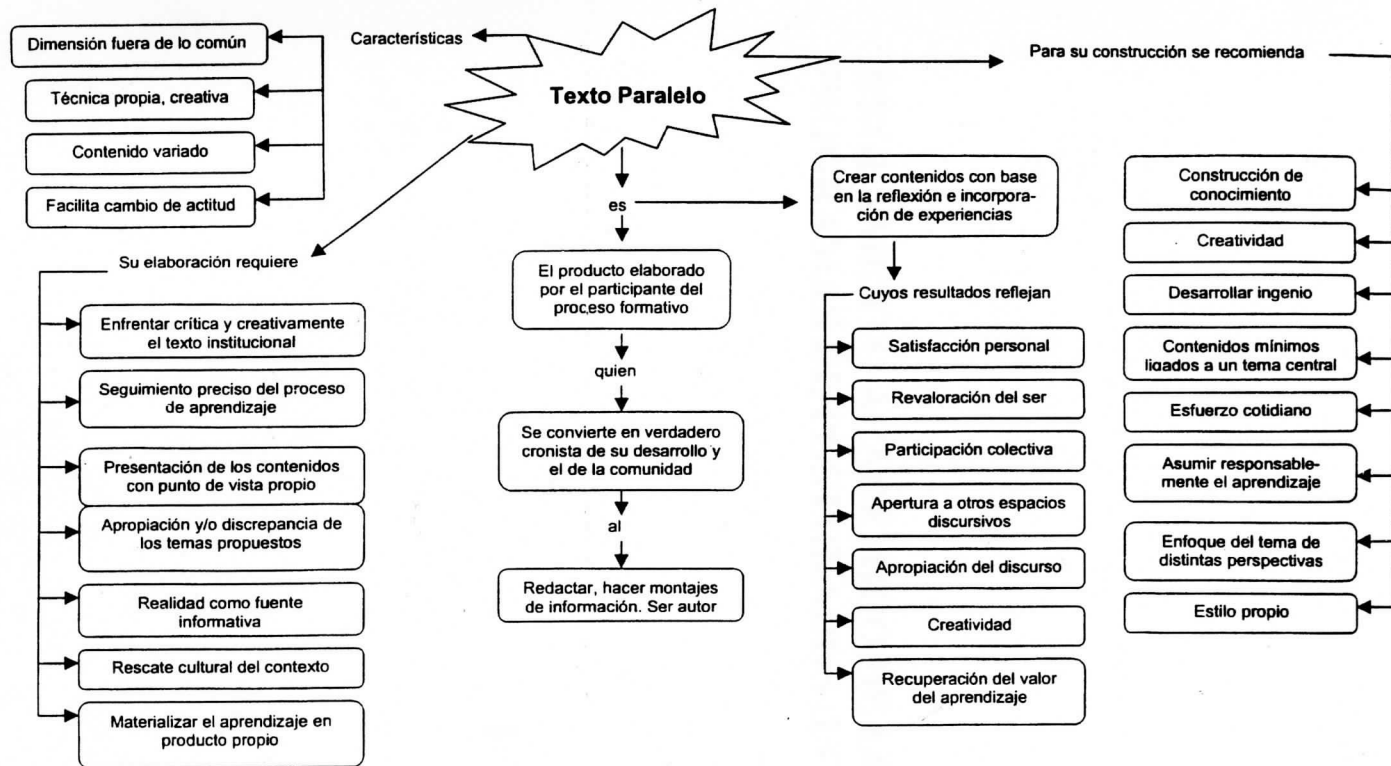 Texto Paralelo
Características
Dimensión fuera de lo común
Técnica propia, creativa
Contenido variado
Facilita cambio de actitud
Su elaboración requiere
Enfrentar crítica y creativamente
el texto institucional
Seguimiento preciso del proceso
de aprendizaje
Presentación de los contenidos
con punto de vista propio
Apropiación y/o discrepancia de
los temas propuestos
Realidad como fuente
informativa
Rescate cultural del contexto
Materializar el aprendizaje en
producto propio
es
El producto elaborado
por el participante del
proceso formativo
quien
Se convierte en verdadero
cronista de su desarrollo y
el de la comunidad
al
Redactar, hacer montajes
de información. Ser autor
Crear contenidos con base
en la reflexión e incorpora-
ción de experiencias
Cuyos resultados reflejan
Satisfacción personal
Revaloración del ser
Participación colectiva
Apertura a otros espacios
discursivos
Apropiación del discurso
Creatividad
Recuperación del valor
del aprendizaje
Para su construcción se recomienda
Construcción de
conocimiento
Creatividad
Desarrollar ingenio
Contenidos mínimos
ligados a un tema central
Esfuerzo cotidiano
Asumir responsable-
mente el aprendizaje
Enfoque del tema de
distintas perspectivas
Estilo propio